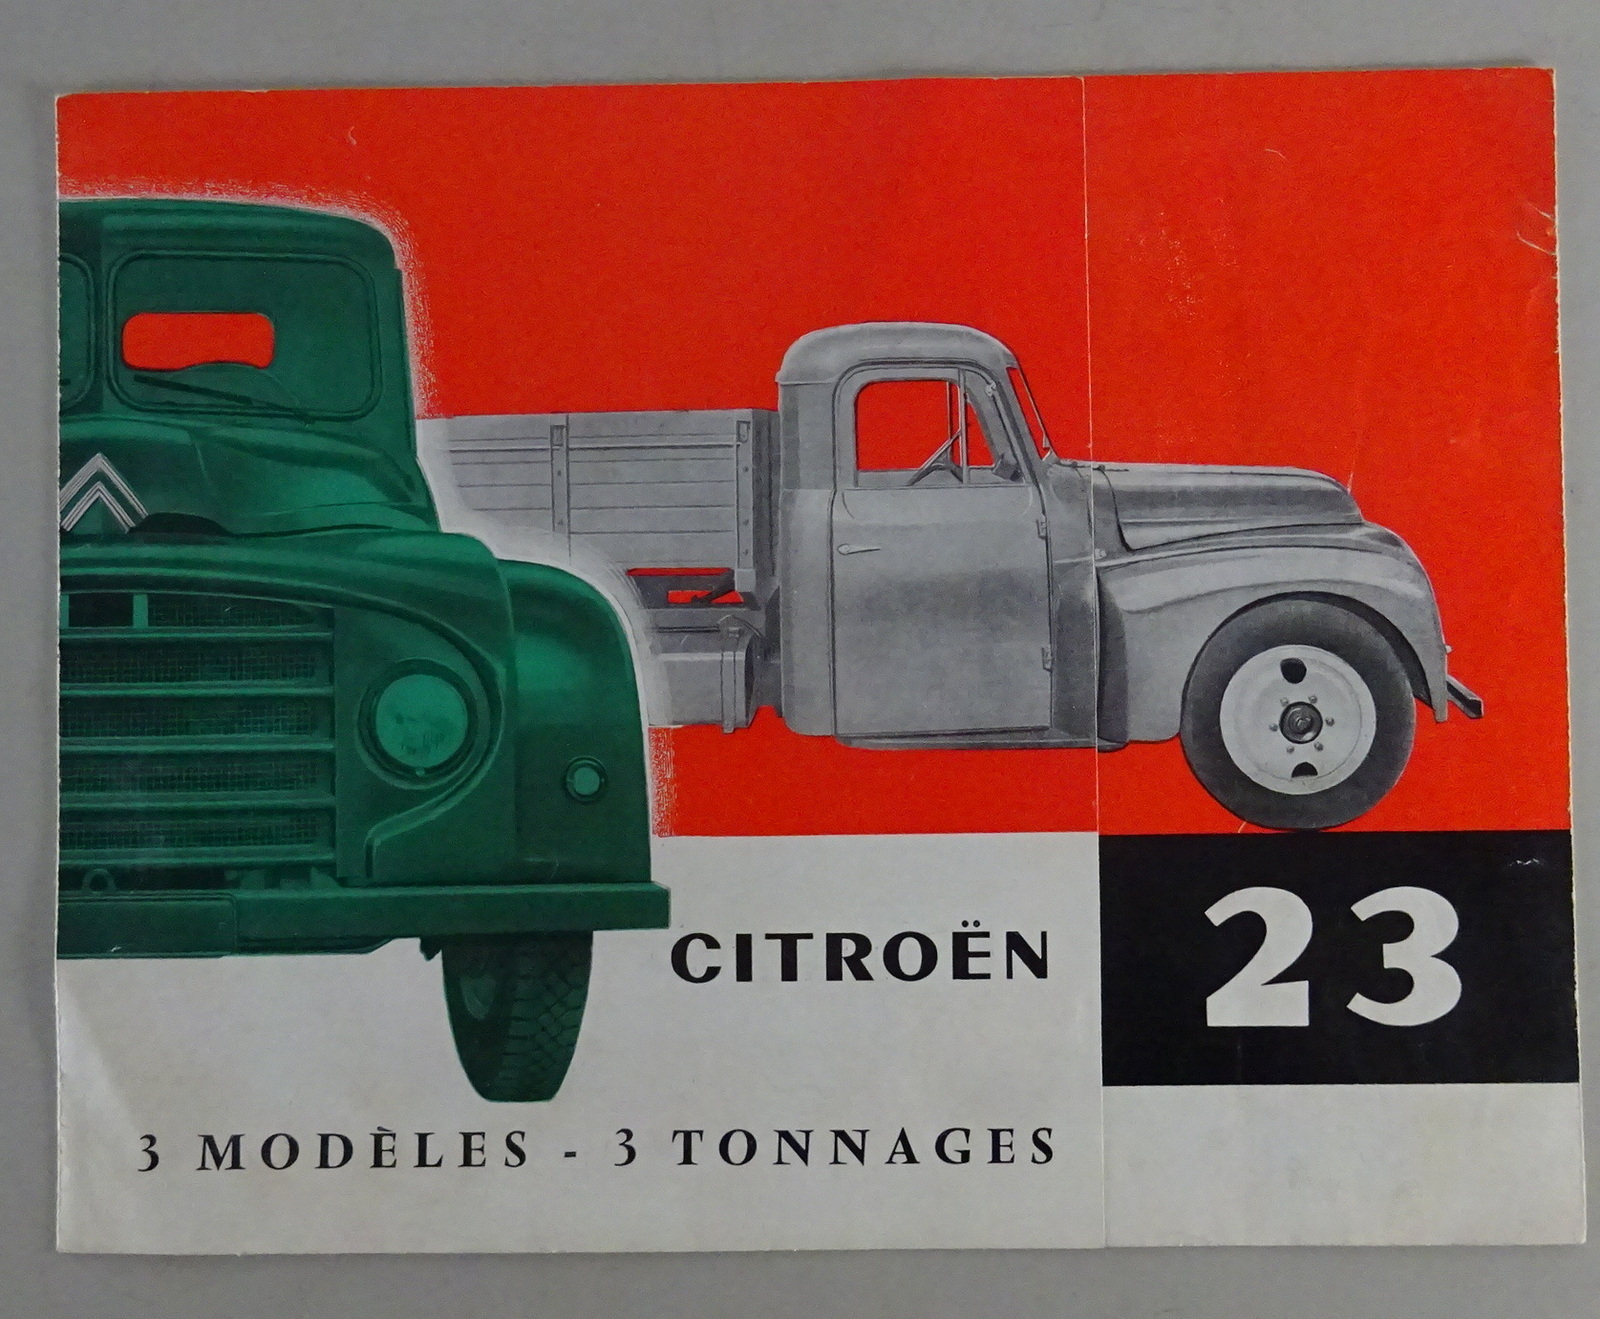 CITROËN
23
3 MODÈLES - 3 TONNAGES